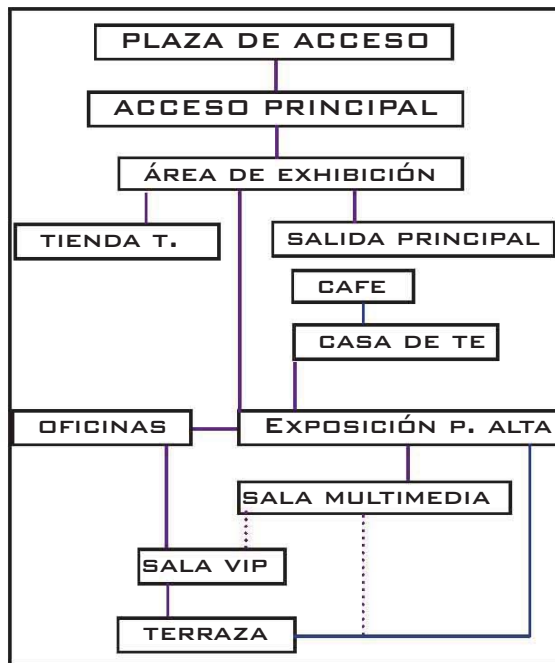 PLAZA DE ACCESO
ACCESO PRINCIPAL
ÁREA DE EXHIBICIÓN
TIENDA T.
SALIDA PRINCIPAL
CAFE
CASA DE TE
OFICINAS
EXPOSICIÓN P. ALTA
SALA MULTIMEDIA
SALA VIP
TERRAZA